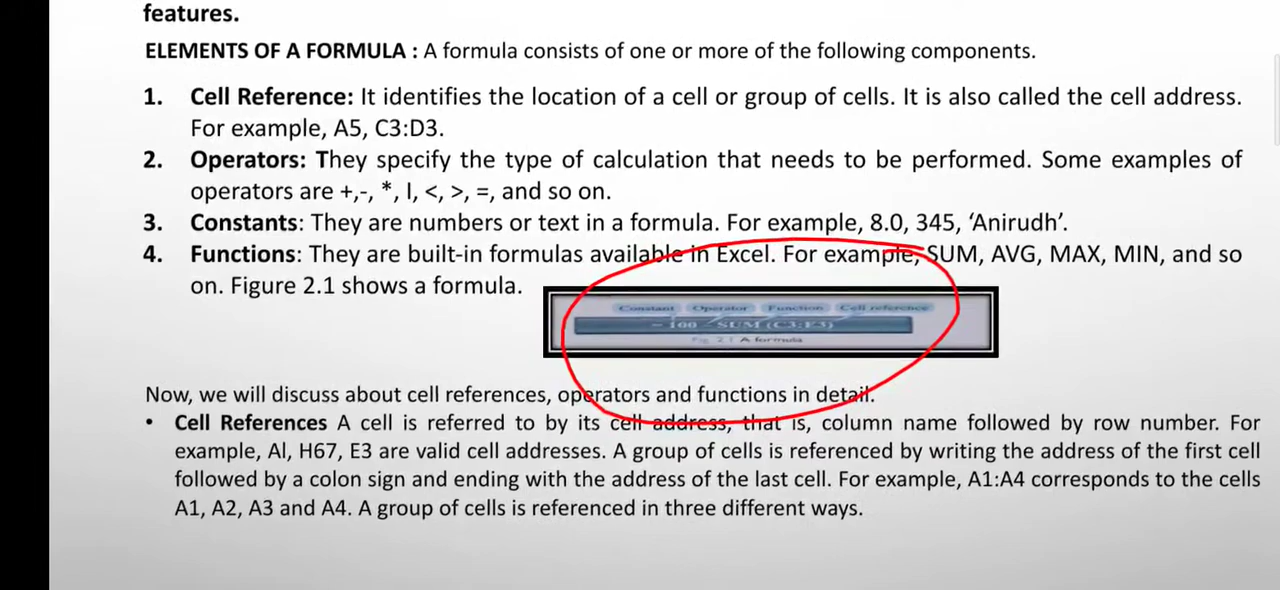 features.
ELEMENTS OF A FORMULA : A formula consists of one or more of the following components.
1. Cell Reference: It identifies the location of a cell or group of cells. It is also called the cell address.
For example, A5, C3:D3.
2. Operators: They specify the type of calculation that needs to be performed. Some examples of
operators are +,-, *, I, <, >, =, and so on.
3. Constants: They are numbers or text in a formula. For example, 8.0, 345, ‘Anirudh’.
4. Functions: They are built-in formulas available in Excel. For example, SUM, AVG, MAX, MIN, and so
on. Figure 2.1 shows a formula.
Constant Operator Function Cell reference
100 SUM (C3:E3)
Fig. 2.1 A formula
Now, we will discuss about cell references, operators and functions in detail.
• Cell References A cell is referred to by its cell address, that is, column name followed by row number. For
example, Al, H67, E3 are valid cell addresses. A group of cells is referenced by writing the address of the first cell
followed by a colon sign and ending with the address of the last cell. For example, A1:A4 corresponds to the cells
A1, A2, A3 and A4. A group of cells is referenced in three different ways.